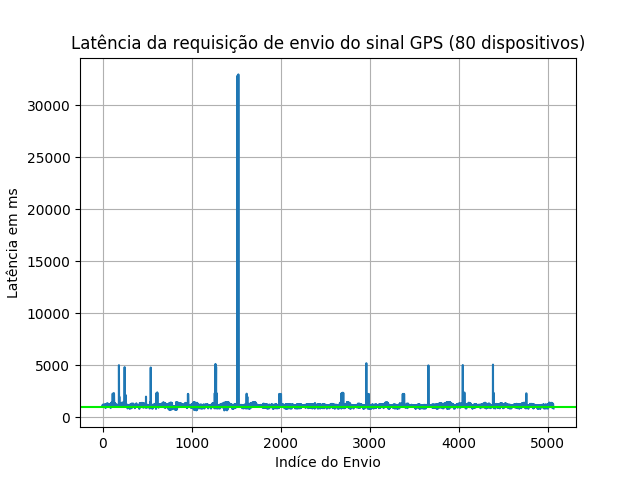 Latência da requisição de envio do sinal GPS (80 dispositivos)
Latência em ms
30000
25000
20000
15000
10000
5000
0
0 1000 2000 3000 4000 5000
Indíce do Envio